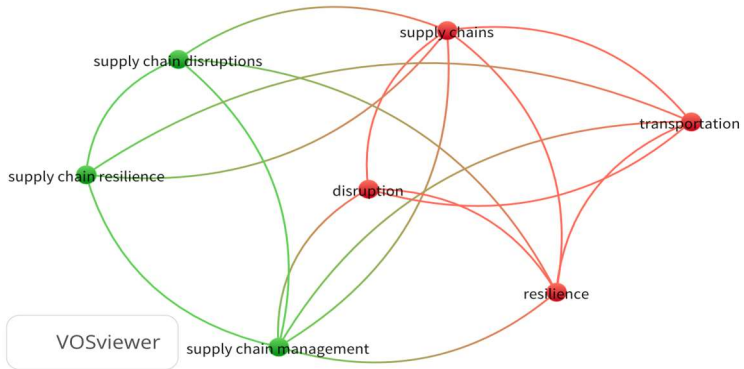 supply chains
supply chain disruptions
transportation
supply chain resilience
disruption
resilience
supply chain management
VOSviewer